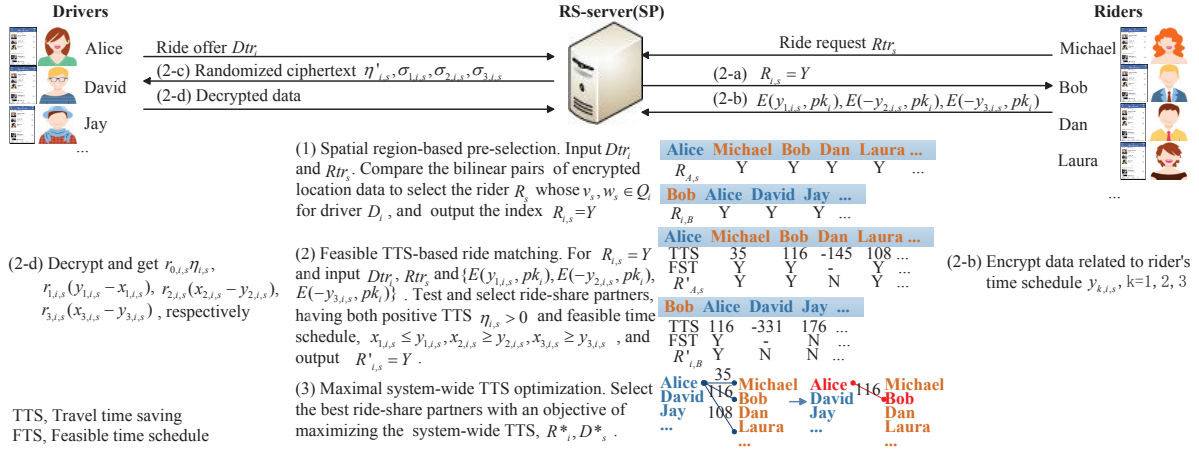 Drivers
RS-server(SP)
Riders
Alice
David
Jay
...
Ride offer Dtr_i
(2-c) Randomized ciphertext η'_{i,s}, σ_{1,i,s}, σ_{2,i,s}, σ_{3,i,s}
(2-d) Decrypted data
Ride request Rtr_s
(2-a) R_{i,s} = Y
(2-b) E(y_{1,i,s}, pk_i), E(−y_{2,i,s}, pk_i), E(−y_{3,i,s}, pk_i)
Michael
Bob
Dan
Laura
...
(1) Spatial region-based pre-selection. Input Dtr_i
and Rtr_s. Compare the bilinear pairs of encrypted
location data to select the rider R_s whose v_s, w_s ∈ Q_i
for driver D_i, and output the index R_{i,s}=Y
Alice Michael Bob Dan Laura ...
R_{A,s} Y Y Y Y ...
Bob Alice David Jay ...
R_{i,B} Y Y Y ...
(2-d) Decrypt and get r_{0,i,s}η_{i,s},
r_{1,i,s}(y_{1,i,s} − x_{1,i,s}), r_{2,i,s}(x_{2,i,s} − y_{2,i,s}),
r_{3,i,s}(x_{3,i,s} − y_{3,i,s}), respectively
(2) Feasible TTS-based ride matching. For R_{i,s} = Y
and input Dtr_i, Rtr_s and{E(y_{1,i,s}, pk_i), E(−y_{2,i,s}, pk_i),
E(−y_{3,i,s}, pk_i)} . Test and select ride-share partners,
having both positive TTS η_{i,s} > 0 and feasible time
schedule, x_{1,i,s} ≤ y_{1,i,s}, x_{2,i,s} ≥ y_{2,i,s}, x_{3,i,s} ≥ y_{3,i,s} , and
output R'_{i,s} = Y .
Alice Michael Bob Dan Laura ...
TTS 35 116 -145 108 ...
FST Y Y - Y ...
R'_{A,s} Y Y N Y ...
Bob Alice David Jay ...
TTS 116 -331 176 ...
FST Y - N ...
R'_{i,B} Y N N ...
(2-b) Encrypt data related to rider's
time schedule y_{k,i,s}, k=1, 2, 3
(3) Maximal system-wide TTS optimization. Select
the best ride-share partners with an objective of
maximizing the system-wide TTS, R*_i, D*_s .
Alice
David
Jay
...
35
116
108
Michael
Bob
Dan
Laura
...
Alice
David
Jay
...
116
Michael
Bob
Dan
Laura
...
TTS, Travel time saving
FTS, Feasible time schedule